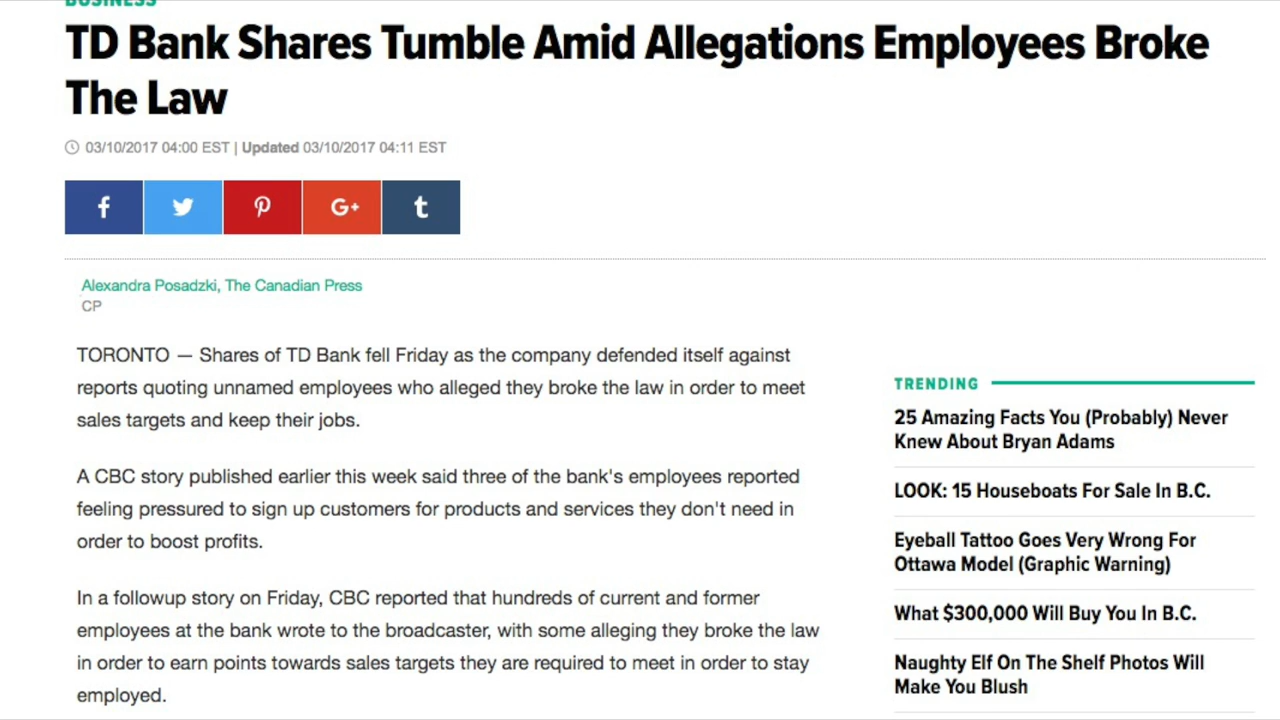 BUSINESS
TD Bank Shares Tumble Amid Allegations Employees Broke
The Law
03/10/2017 04:00 EST | Updated 03/10/2017 04:11 EST
f G+ t
Alexandra Posadzki, The Canadian Press
CP
TORONTO — Shares of TD Bank fell Friday as the company defended itself against
reports quoting unnamed employees who alleged they broke the law in order to meet
sales targets and keep their jobs.
A CBC story published earlier this week said three of the bank's employees reported
feeling pressured to sign up customers for products and services they don't need in
order to boost profits.
In a followup story on Friday, CBC reported that hundreds of current and former
employees at the bank wrote to the broadcaster, with some alleging they broke the law
in order to earn points towards sales targets they are required to meet in order to stay
employed.
TRENDING
25 Amazing Facts You (Probably) Never
Knew About Bryan Adams
LOOK: 15 Houseboats For Sale In B.C.
Eyeball Tattoo Goes Very Wrong For
Ottawa Model (Graphic Warning)
What $300,000 Will Buy You In B.C.
Naughty Elf On The Shelf Photos Will
Make You Blush